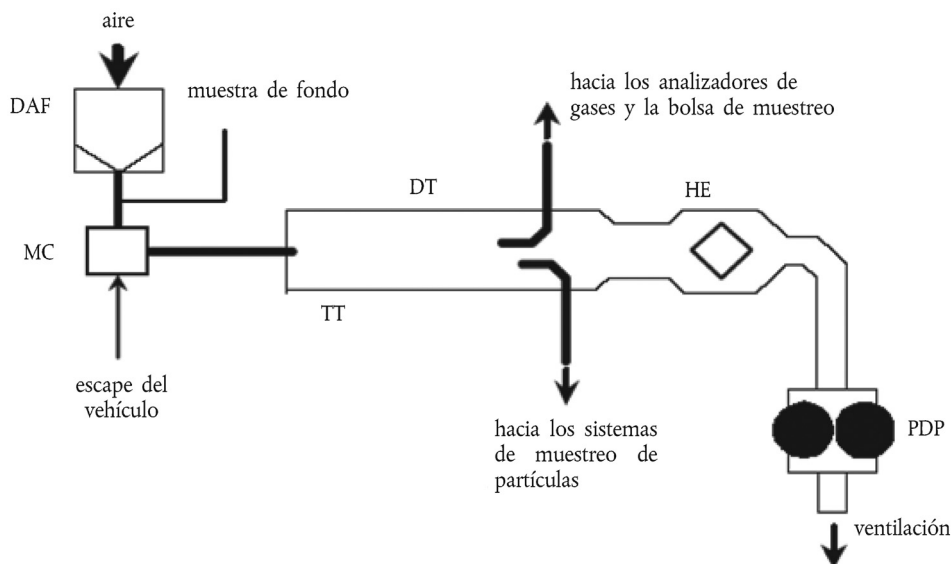 aire
DAF
muestra de fondo
hacia los analizadores de
gases y la bolsa de muestreo
DT
HE
MC
TT
escape del
vehículo
hacia los sistemas
de muestreo de
partículas
PDP
ventilación